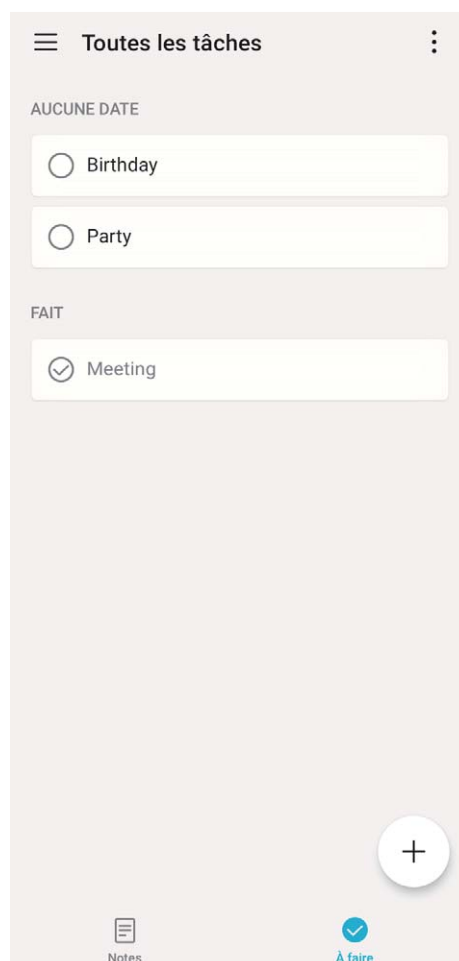 Toutes les tâches
AUCUNE DATE
Birthday
Party
FAIT
Meeting
Notes
À faire